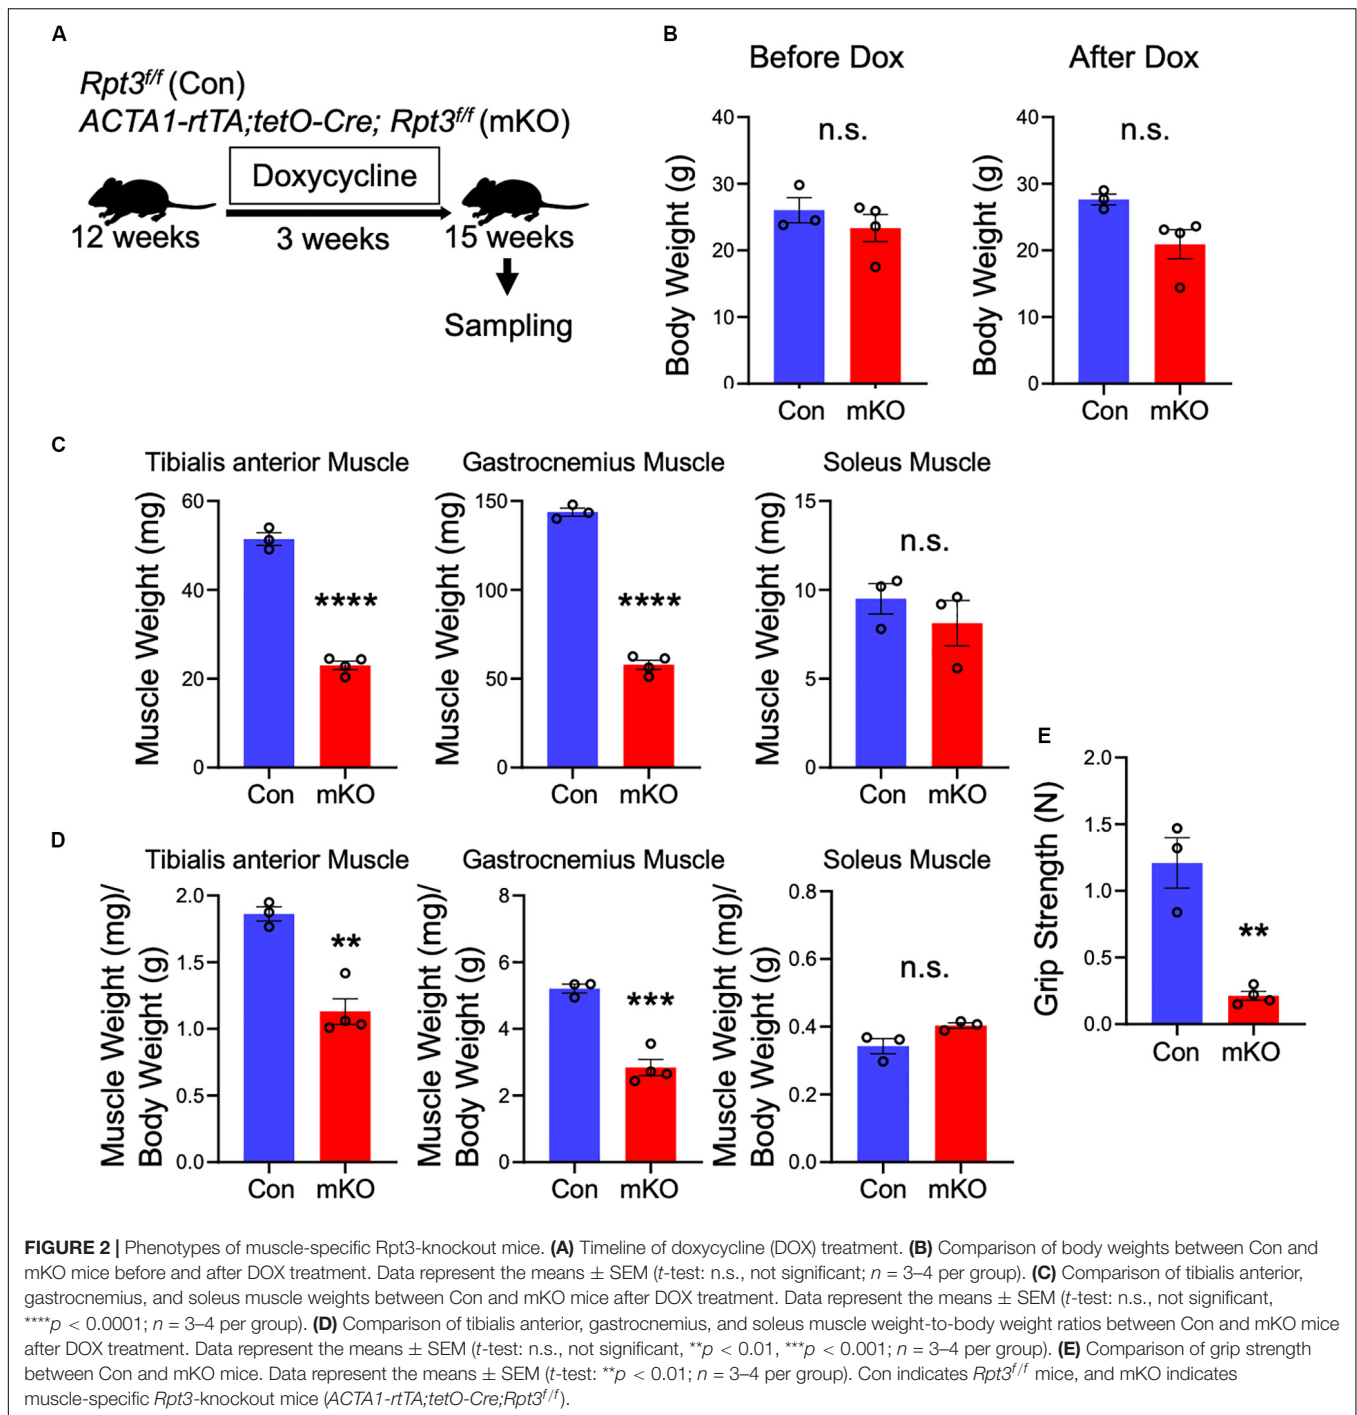 A
Rpt3f/f (Con)
ACTA1-rtTA;tetO-Cre; Rpt3f/f (mKO)
Doxycycline
12 weeks
3 weeks
15 weeks
Sampling
B
Before Dox
Body Weight (g)
40
30
20
10
0
n.s.
Con
mKO
After Dox
Body Weight (g)
40
30
20
10
0
n.s.
Con
mKO
C
Tibialis anterior Muscle
Muscle Weight (mg)
60
40
20
0
****
Con
mKO
Gastrocnemius Muscle
Muscle Weight (mg)
150
100
50
0
****
Con
mKO
Soleus Muscle
Muscle Weight (mg)
15
10
5
0
n.s.
Con
mKO
D
Tibialis anterior Muscle
Muscle Weight (mg)/
Body Weight (g)
2.0
1.5
1.0
0.5
0.0
**
Con
mKO
Gastrocnemius Muscle
Muscle Weight (mg)/
Body Weight (g)
8
6
4
2
0
***
Con
mKO
Soleus Muscle
Muscle Weight (mg)/
Body Weight (g)
0.8
0.6
0.4
0.2
0.0
n.s.
Con
mKO
E
Grip Strength (N)
2.0
1.5
1.0
0.5
0.0
**
Con
mKO
FIGURE 2 | Phenotypes of muscle-specific Rpt3-knockout mice. (A) Timeline of doxycycline (DOX) treatment. (B) Comparison of body weights between Con and
mKO mice before and after DOX treatment. Data represent the means ± SEM (t-test: n.s., not significant; n = 3–4 per group). (C) Comparison of tibialis anterior,
gastrocnemius, and soleus muscle weights between Con and mKO mice after DOX treatment. Data represent the means ± SEM (t-test: n.s., not significant,
****p < 0.0001; n = 3–4 per group). (D) Comparison of tibialis anterior, gastrocnemius, and soleus muscle weight-to-body weight ratios between Con and mKO mice
after DOX treatment. Data represent the means ± SEM (t-test: n.s., not significant, **p < 0.01, ***p < 0.001; n = 3–4 per group). (E) Comparison of grip strength
between Con and mKO mice. Data represent the means ± SEM (t-test: **p < 0.01; n = 3–4 per group). Con indicates Rpt3f/f mice, and mKO indicates
muscle-specific Rpt3-knockout mice (ACTA1-rtTA;tetO-Cre;Rpt3f/f).